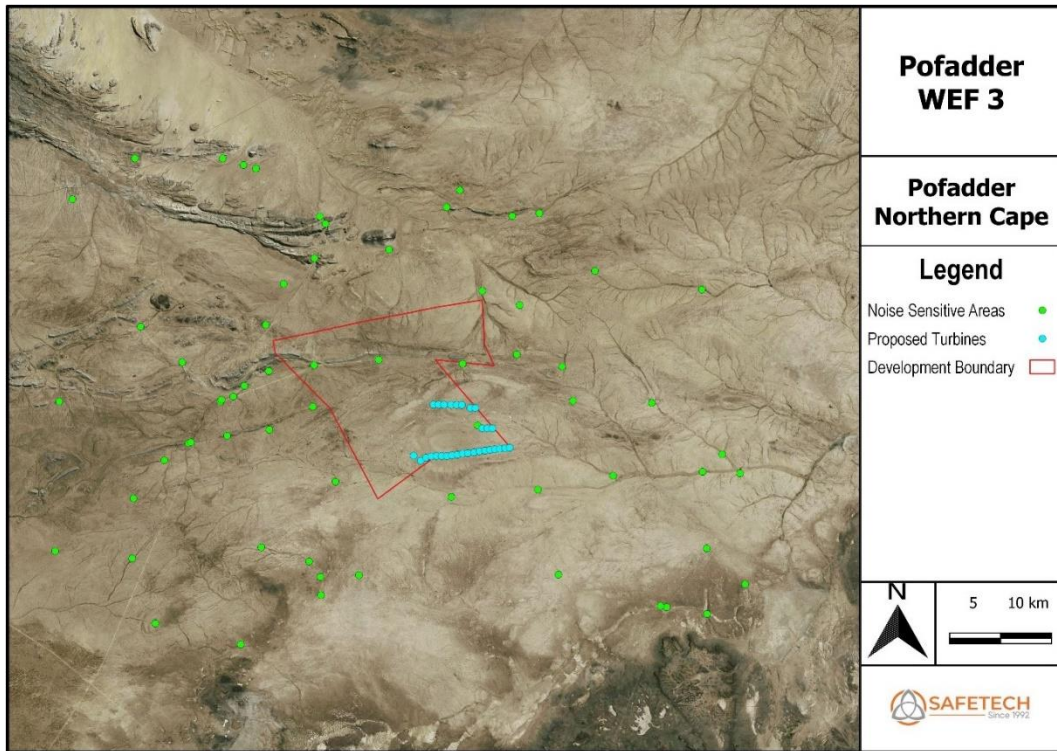 Pofadder
WEF 3
Pofadder
Northern Cape
Legend
Noise Sensitive Areas
Proposed Turbines
Development Boundary
N
5 10 km
SAFETECH
Since 1992